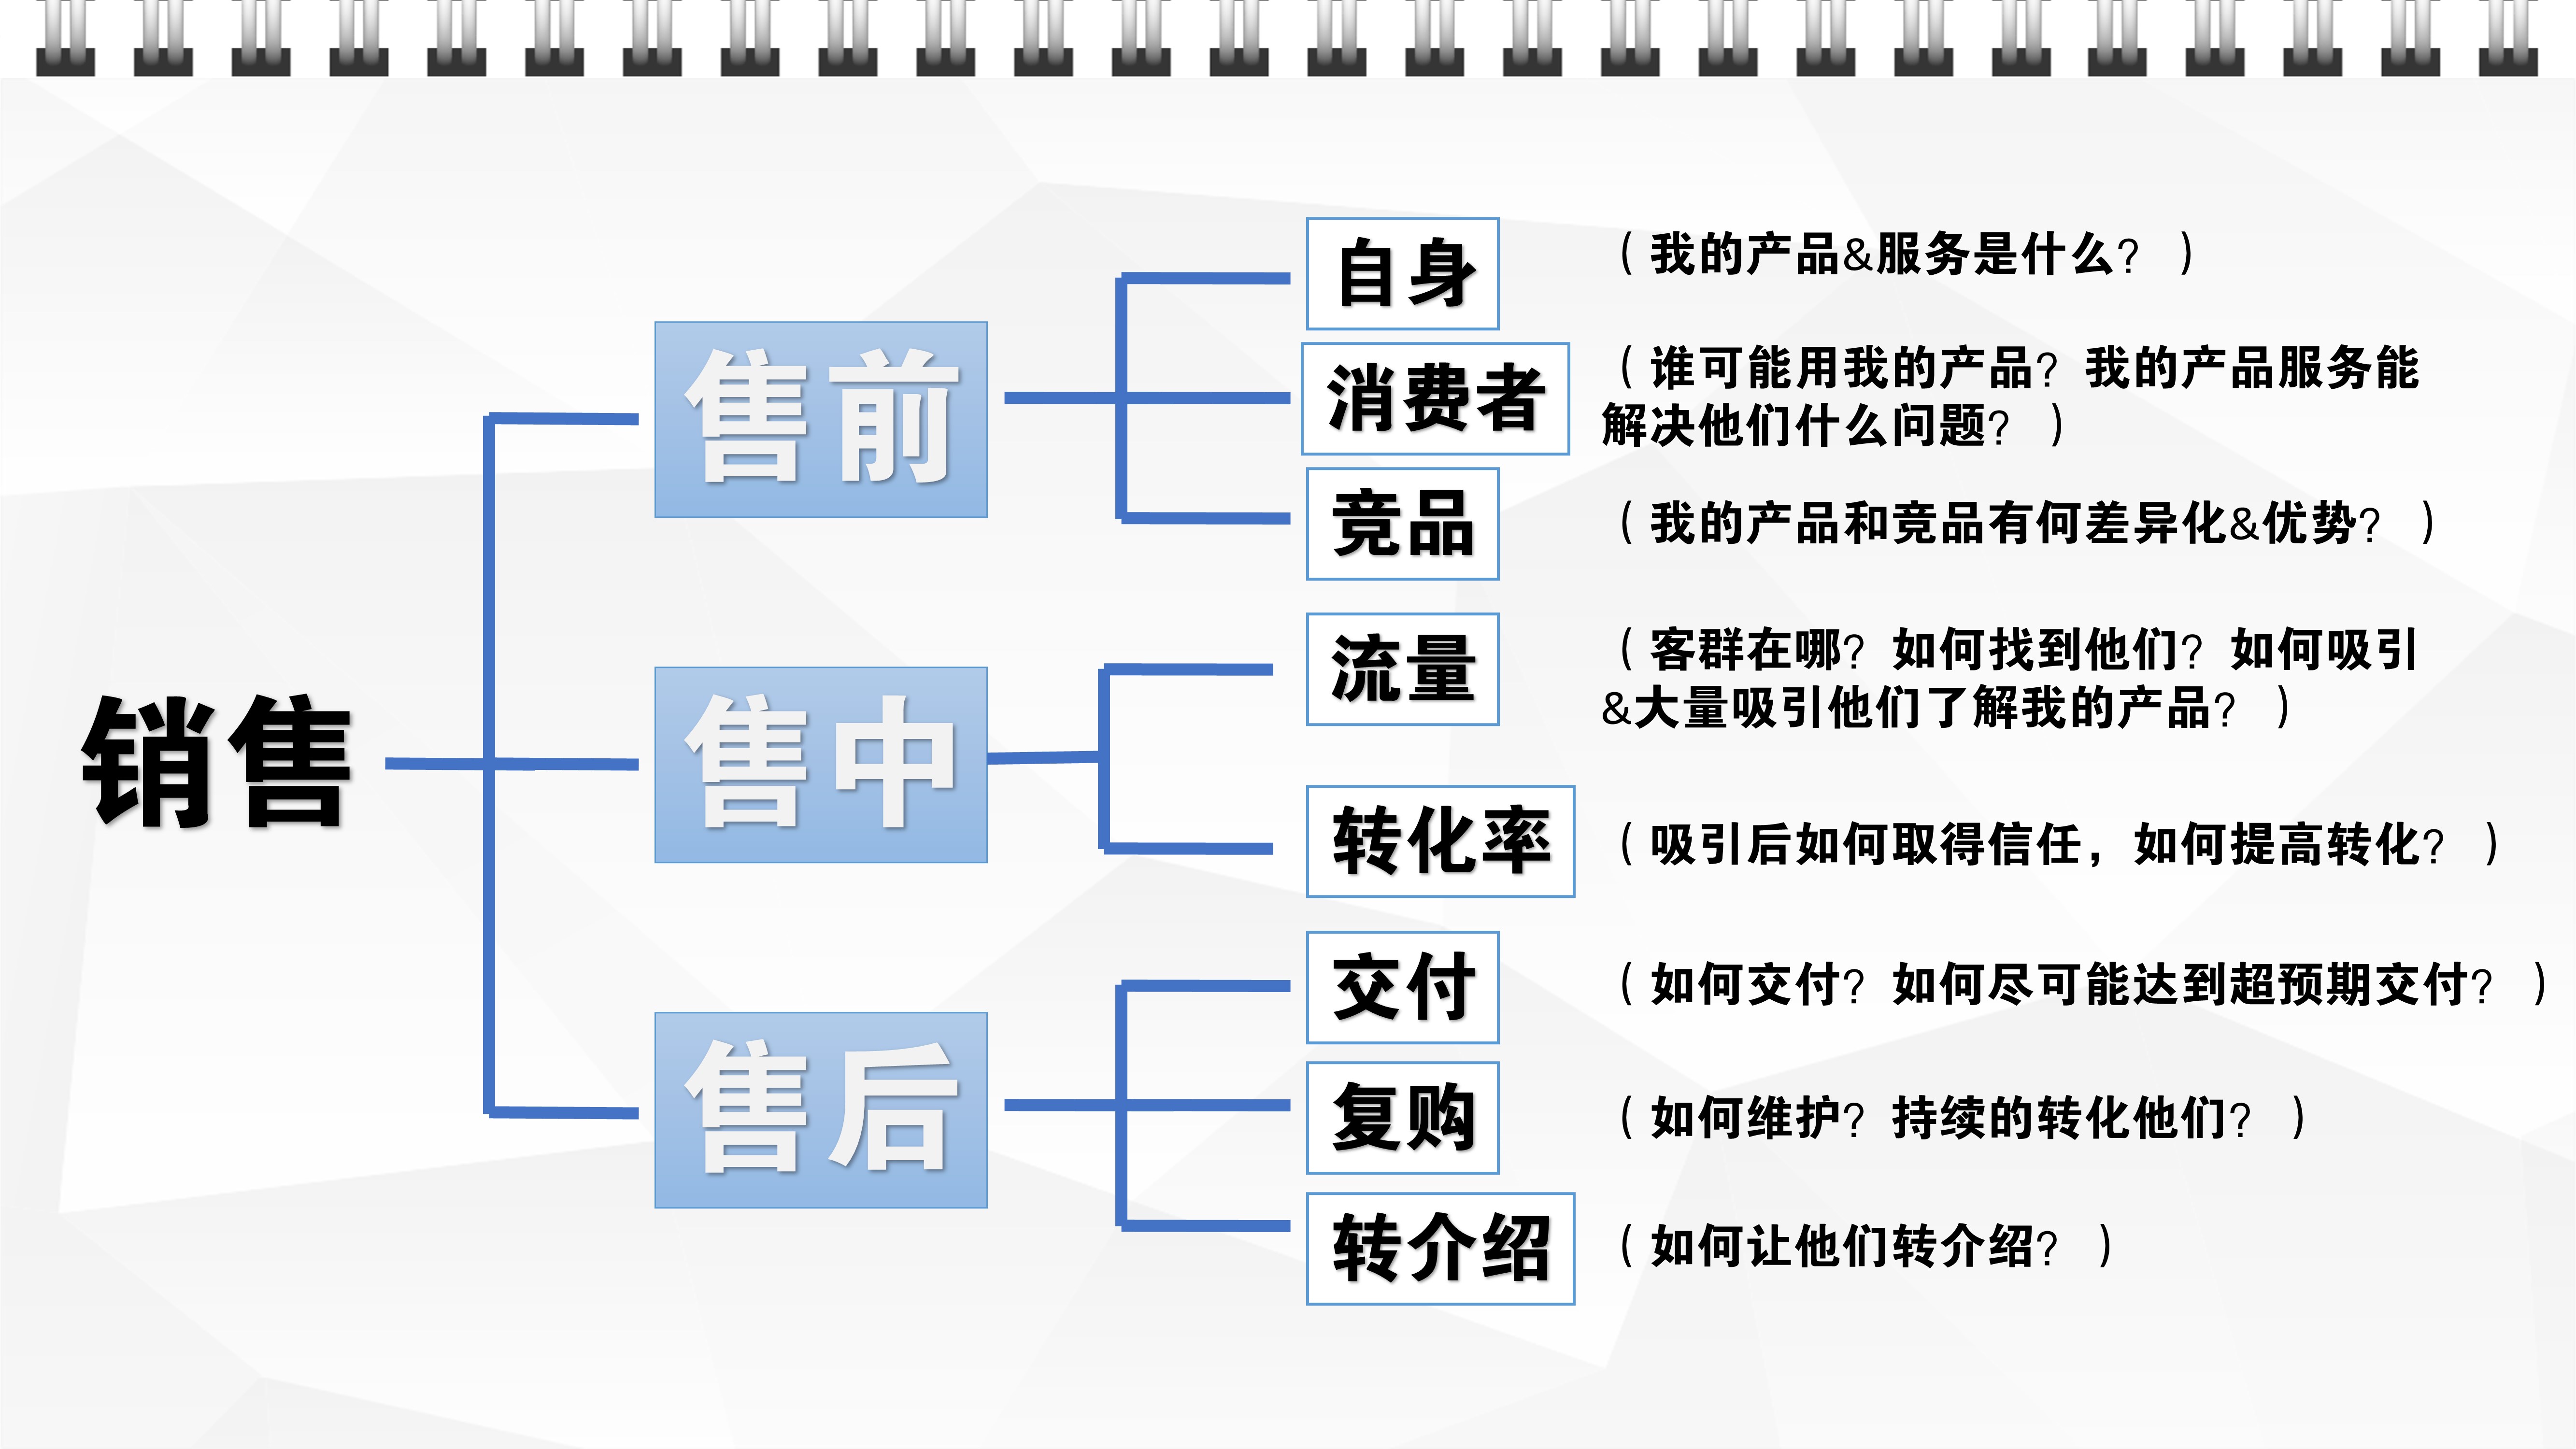 销售
售前
自身
（我的产品&服务是什么？）
消费者
（谁可能用我的产品？我的产品服务能
解决他们什么问题？）
竞品
（我的产品和竞品有何差异化&优势？）
售中
流量
（客群在哪？如何找到他们？如何吸引
&大量吸引他们了解我的产品？）
转化率
（吸引后如何取得信任，如何提高转化？）
售后
交付
（如何交付？如何尽可能达到超预期交付？）
复购
（如何维护？持续的转化他们？）
转介绍
（如何让他们转介绍？）